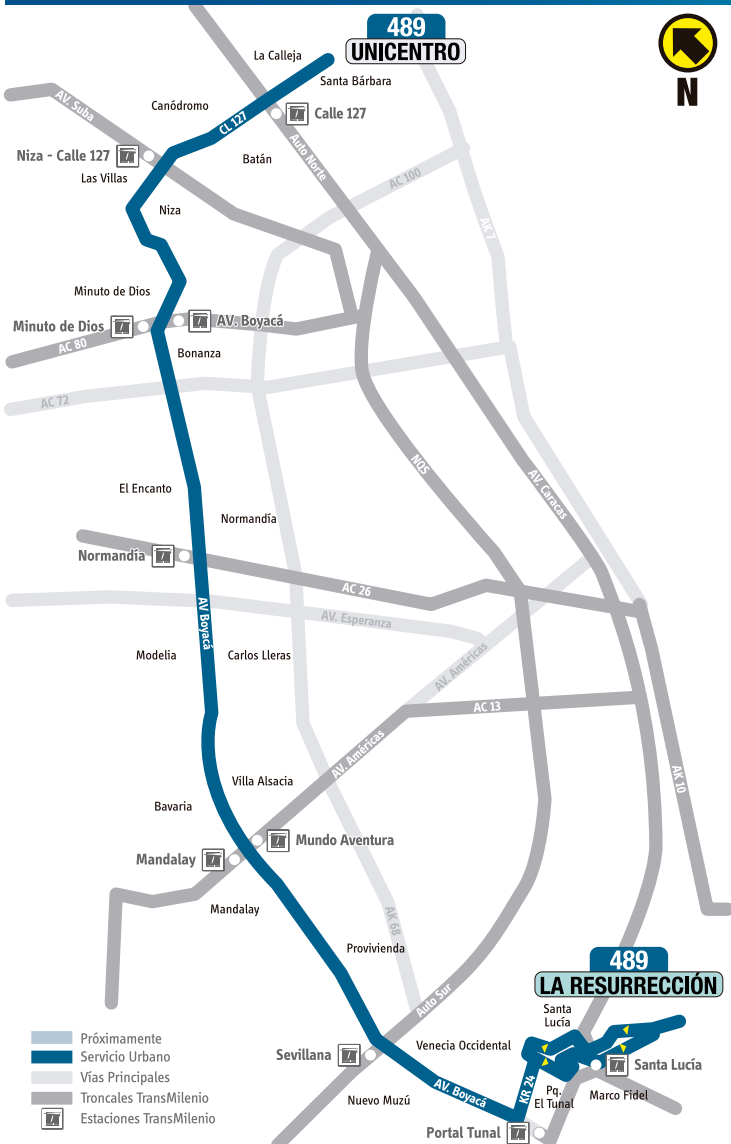 489
UNICENTRO
La Calleja
Santa Bárbara
N
Canódromo
AV. Suba
CL 127
Calle 127
Auto Norte
Niza - Calle 127
Batán
Las Villas
AC 100
Niza
AK 7
Minuto de Dios
Minuto de Dios
AV. Boyacá
AC 80
Bonanza
AC 72
NQS
AV. Caracas
El Encanto
Normandía
Normandía
AC 26
AV Boyacá
AV. Esperanza
Modelia
Carlos Lleras
AV. Américas
AC 13
AV. Américas
Villa Alsacia
AK 10
Bavaria
Mundo Aventura
Mandalay
Mandalay
AK 68
Provivienda
489
LA RESURRECCIÓN
Auto Sur
Santa
Lucía
Próximamente
Servicio Urbano
Vías Principales
Troncales TransMilenio
Estaciones TransMilenio
Sevillana
Venecia Occidental
Santa Lucía
AV. Boyacá
KR 24
Pq.
El Tunal
Marco Fidel
Nuevo Muzú
Portal Tunal